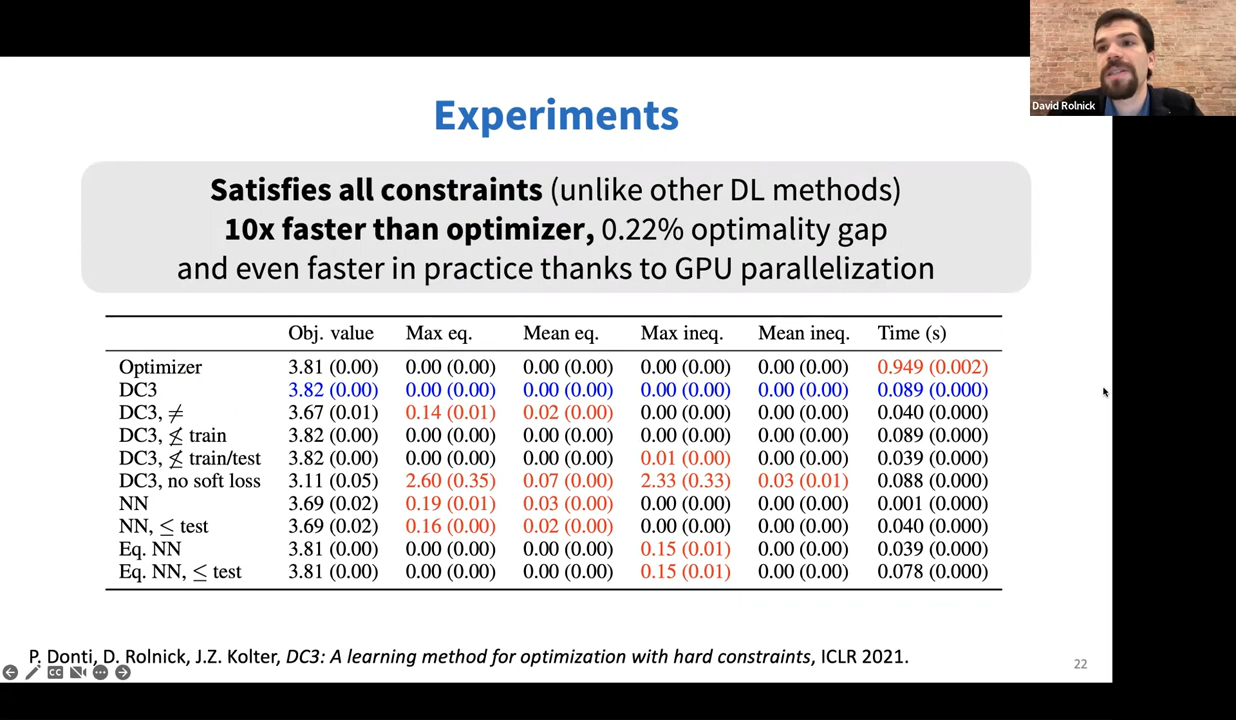 David Rolnick
Experiments
Satisfies all constraints (unlike other DL methods)
10x faster than optimizer, 0.22% optimality gap
and even faster in practice thanks to GPU parallelization
Obj. value Max eq. Mean eq. Max ineq. Mean ineq. Time (s)
Optimizer 3.81 (0.00) 0.00 (0.00) 0.00 (0.00) 0.00 (0.00) 0.00 (0.00) 0.949 (0.002)
DC3 3.82 (0.00) 0.00 (0.00) 0.00 (0.00) 0.00 (0.00) 0.00 (0.00) 0.089 (0.000)
DC3, ≠ 3.67 (0.01) 0.14 (0.01) 0.02 (0.00) 0.00 (0.00) 0.00 (0.00) 0.040 (0.000)
DC3, ≰ train 3.82 (0.00) 0.00 (0.00) 0.00 (0.00) 0.00 (0.00) 0.00 (0.00) 0.089 (0.000)
DC3, ≰ train/test 3.82 (0.00) 0.00 (0.00) 0.00 (0.00) 0.01 (0.00) 0.00 (0.00) 0.039 (0.000)
DC3, no soft loss 3.11 (0.05) 2.60 (0.35) 0.07 (0.00) 2.33 (0.33) 0.03 (0.01) 0.088 (0.000)
NN 3.69 (0.02) 0.19 (0.01) 0.03 (0.00) 0.00 (0.00) 0.00 (0.00) 0.001 (0.000)
NN, ≤ test 3.69 (0.02) 0.16 (0.00) 0.02 (0.00) 0.00 (0.00) 0.00 (0.00) 0.040 (0.000)
Eq. NN 3.81 (0.00) 0.00 (0.00) 0.00 (0.00) 0.15 (0.01) 0.00 (0.00) 0.039 (0.000)
Eq. NN, ≤ test 3.81 (0.00) 0.00 (0.00) 0.00 (0.00) 0.15 (0.01) 0.00 (0.00) 0.078 (0.000)
P. Donti, D. Rolnick, J.Z. Kolter, DC3: A learning method for optimization with hard constraints, ICLR 2021.
CC
22